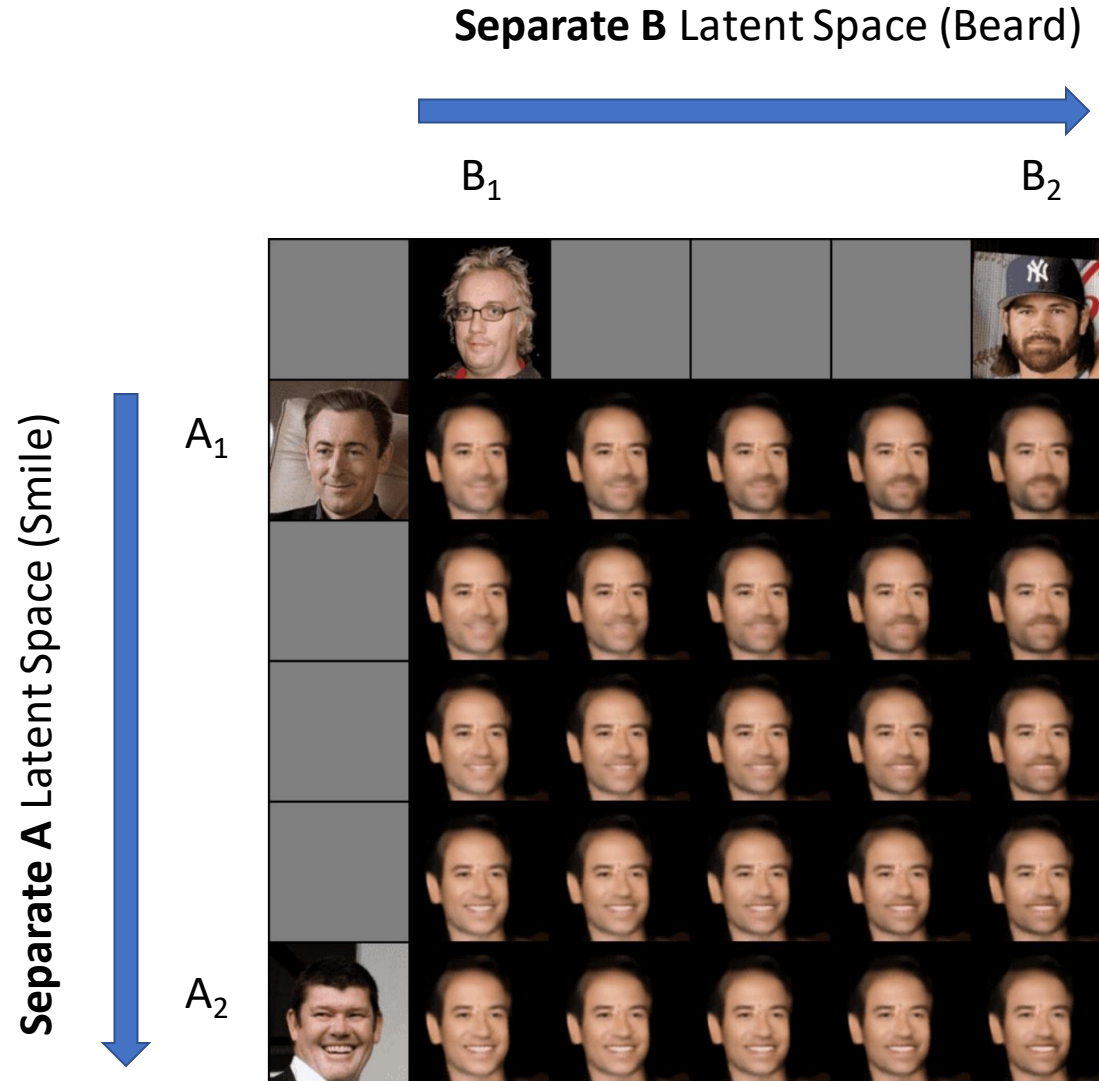 Separate B Latent Space (Beard)
B₁
B₂
NY
A₁
Separate A Latent Space (Smile)
A₂